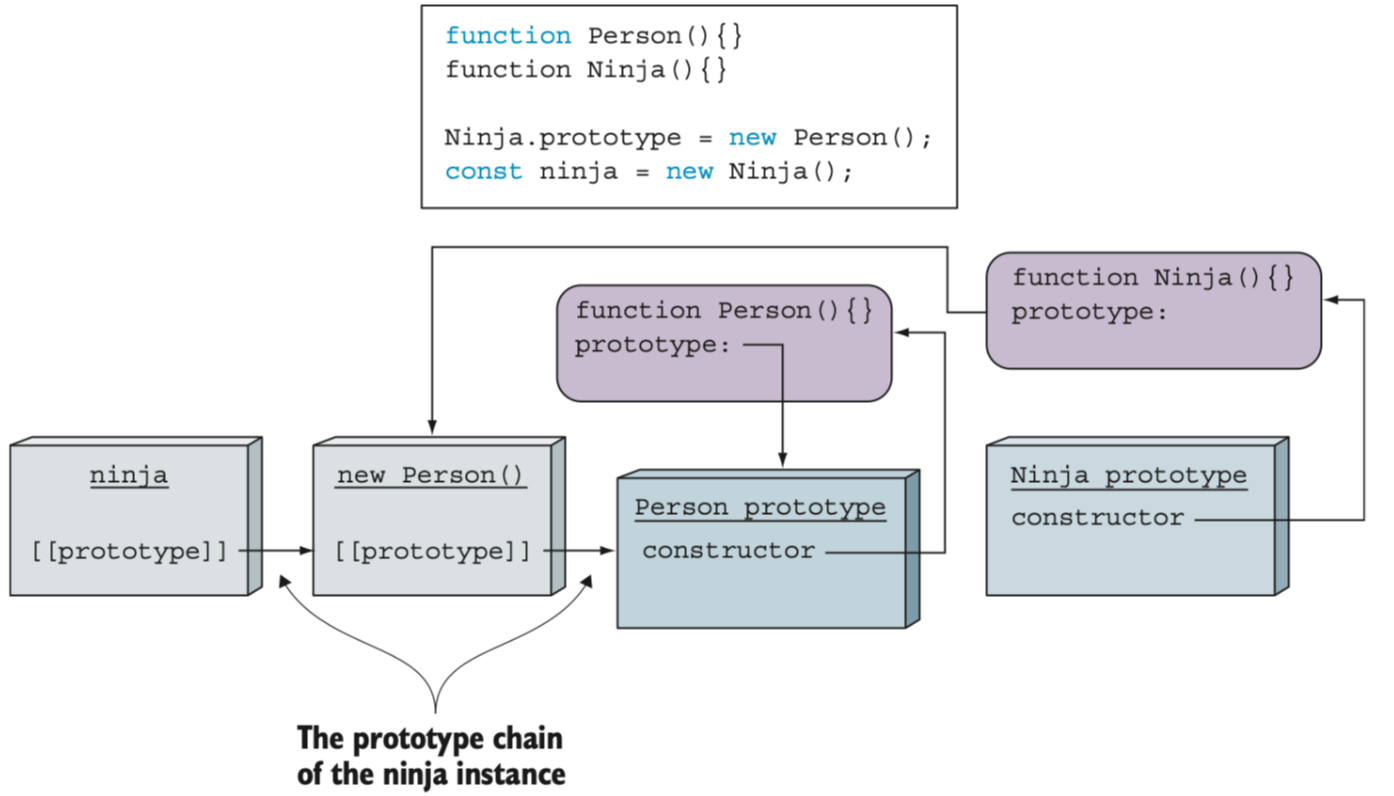 function Person(){}
function Ninja(){}
Ninja.prototype = new Person();
const ninja = new Ninja();
function Ninja(){}
prototype:
function Person(){}
prototype:
ninja
[[prototype]]
new Person()
[[prototype]]
Person prototype
constructor
Ninja prototype
constructor
The prototype chain
of the ninja instance